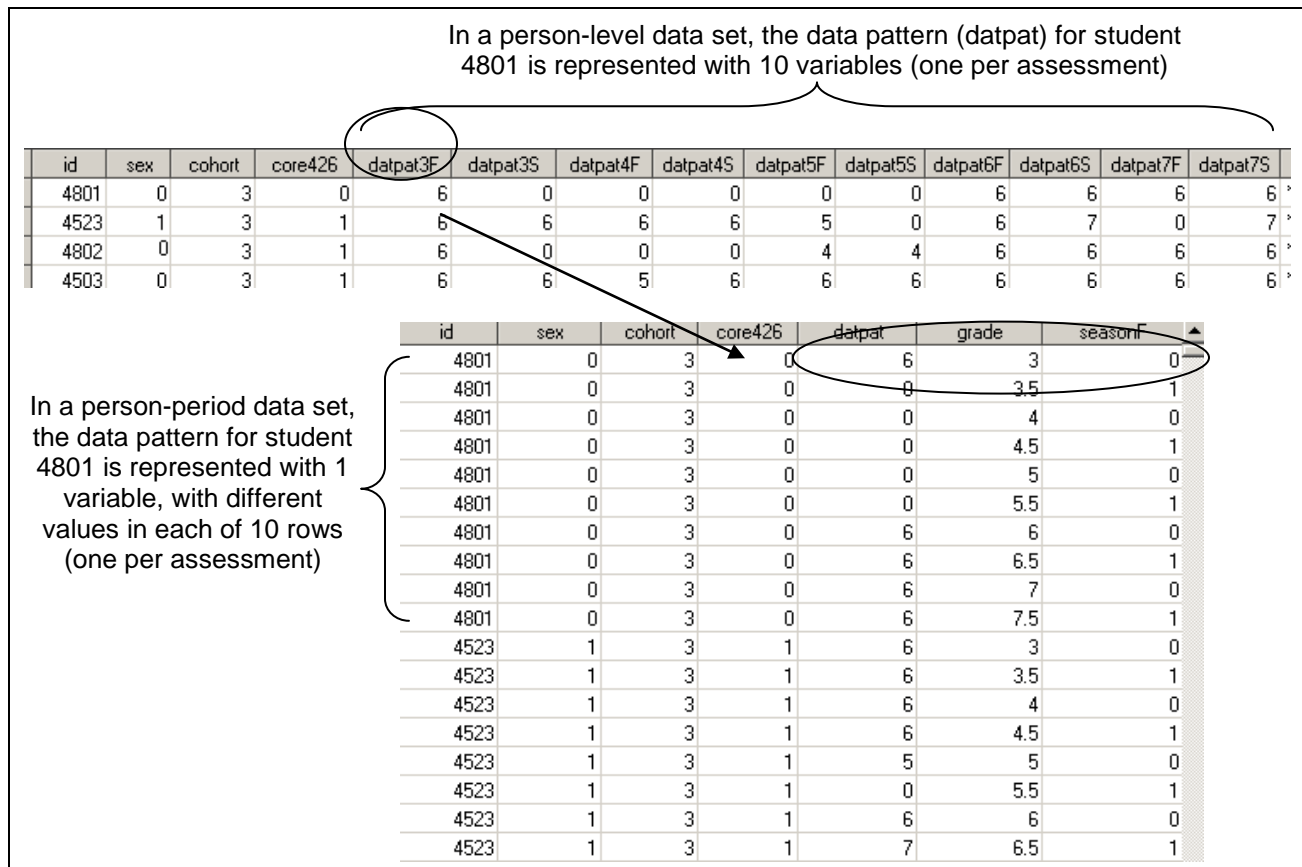 In a person-level data set, the data pattern (datpat) for student
4801 is represented with 10 variables (one per assessment)
id sex cohort core426 datpat3F datpat3S datpat4F datpat4S datpat5F datpat5S datpat6F datpat6S datpat7F datpat7S
4801 0 3 0 6 0 0 0 0 0 6 6 6 6 *
4523 1 3 1 6 6 6 6 5 0 6 7 0 7 *
4802 0 3 1 6 0 0 0 4 4 6 6 6 6 *
4503 0 3 1 6 6 5 6 6 6 6 6 6 6 *
In a person-period data set,
the data pattern for student
4801 is represented with 1
variable, with different
values in each of 10 rows
(one per assessment)
id sex cohort core426 datpat grade seasonF
4801 0 3 0 6 3 0
4801 0 3 0 0 3.5 1
4801 0 3 0 0 4 0
4801 0 3 0 0 4.5 1
4801 0 3 0 0 5 0
4801 0 3 0 0 5.5 1
4801 0 3 0 6 6 0
4801 0 3 0 6 6.5 1
4801 0 3 0 6 7 0
4801 0 3 0 6 7.5 1
4523 1 3 1 6 3 0
4523 1 3 1 6 3.5 1
4523 1 3 1 6 4 0
4523 1 3 1 6 4.5 1
4523 1 3 1 5 5 0
4523 1 3 1 0 5.5 1
4523 1 3 1 6 6 0
4523 1 3 1 7 6.5 1